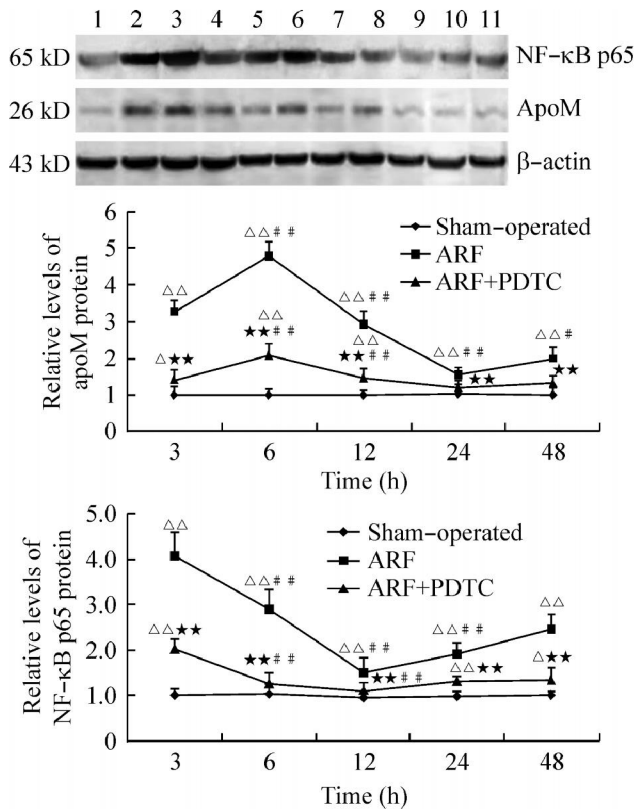 1 2 3 4 5 6 7 8 9 10 11
65 kD NF-κB p65
26 kD ApoM
43 kD β-actin
Relative levels of
apoM protein
6
5
4
3
2
1
0
Sham-operated
ARF
ARF+PDTC
△△
△△##
△△##
△△##
△△#
△★★
△△
★★##
△△
★★##
★★
★★
3 6 12 24 48
Time (h)
Relative levels of
NF-κB p65 protein
5.0
4.0
3.0
2.0
1.0
0.0
Sham-operated
ARF
ARF+PDTC
△△
△△##
△△##
△△##
△△
△△★★
★★##
★★##
△△★★
△★★
3 6 12 24 48
Time (h)